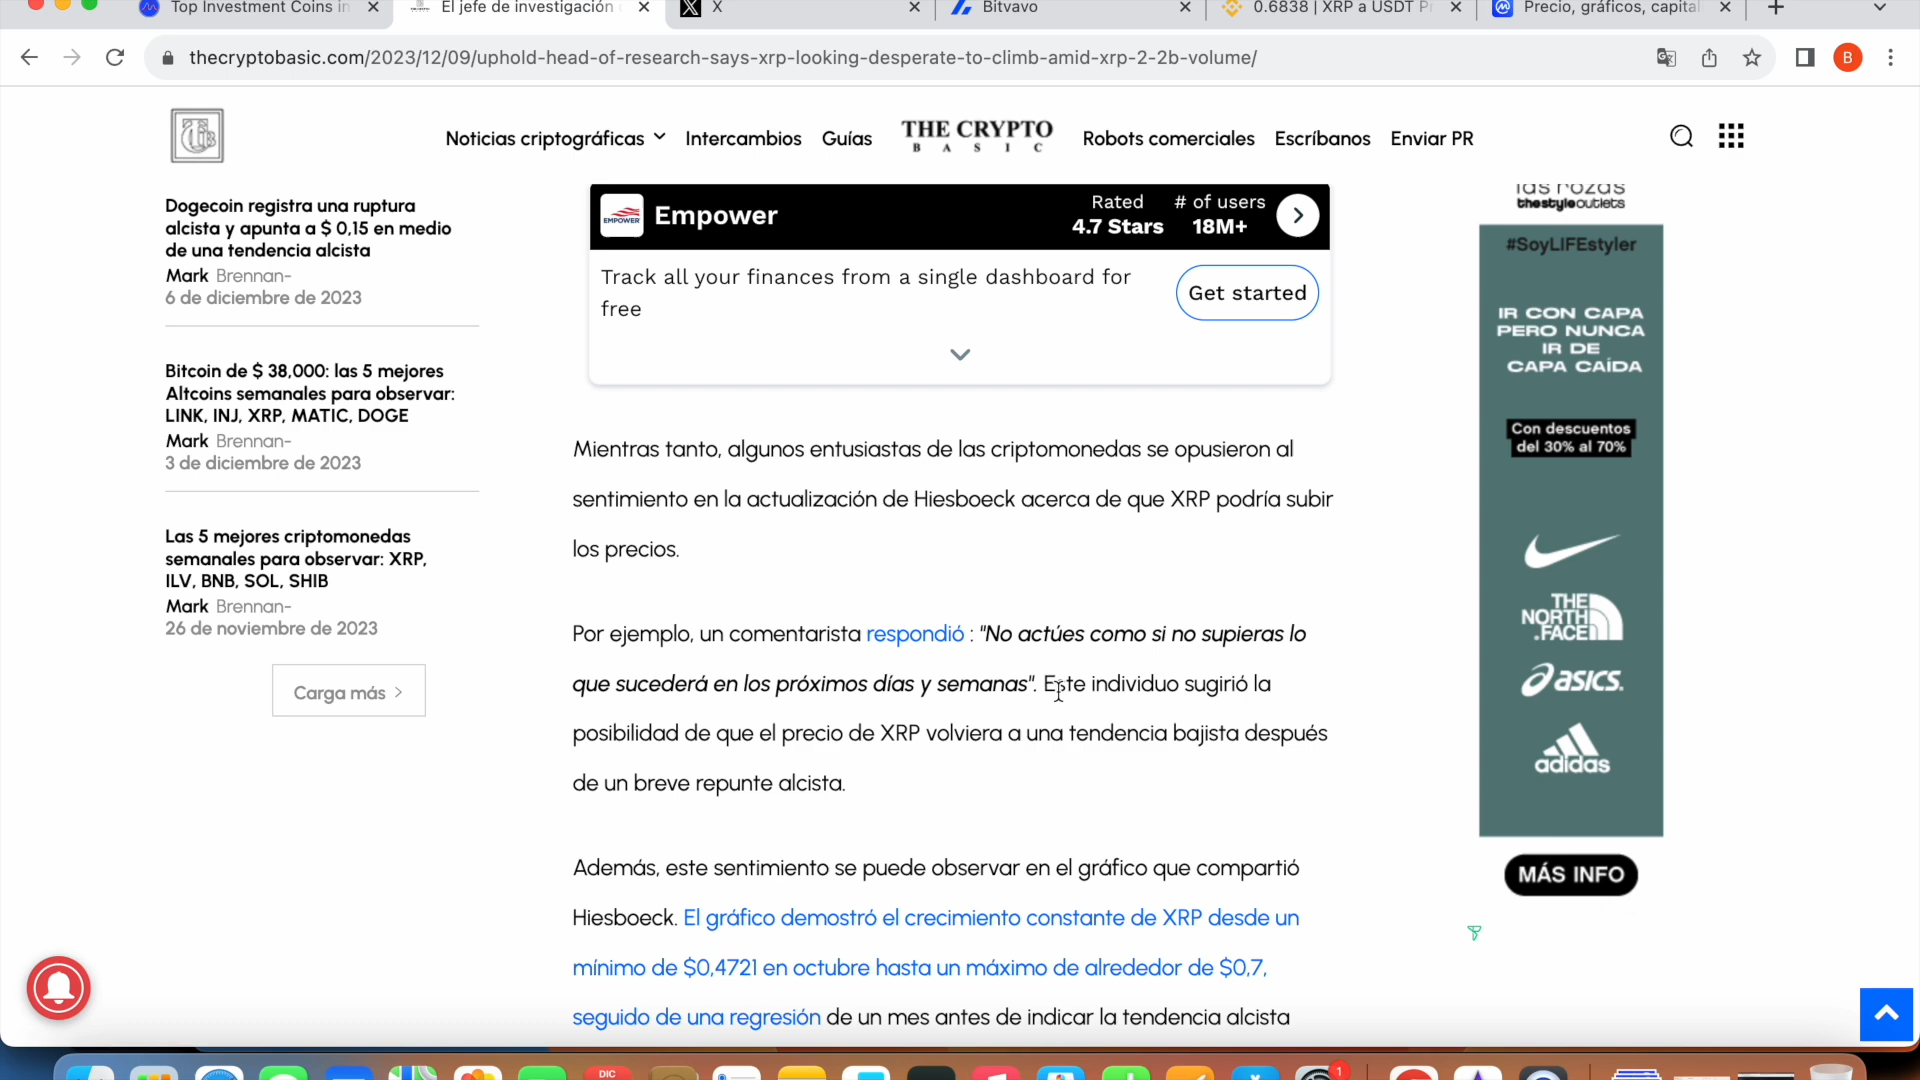 Top Investment Coins in
El jefe de investigación
X
Bitvavo
0.6838 | XRP a USDT P
Precio, gráficos, capital
thecryptobasic.com/2023/12/09/uphold-head-of-research-says-xrp-looking-desperate-to-climb-amid-xrp-2-2b-volume/
B
Noticias criptográficas
Intercambios
Guías
THE CRYPTO
BASIC
Robots comerciales
Escríbanos
Enviar PR
Dogecoin registra una ruptura
alcista y apunta a $ 0,15 en medio
de una tendencia alcista
Mark Brennan-
6 de diciembre de 2023
Bitcoin de $ 38,000: las 5 mejores
Altcoins semanales para observar:
LINK, INJ, XRP, MATIC, DOGE
Mark Brennan-
3 de diciembre de 2023
Las 5 mejores criptomonedas
semanales para observar: XRP,
ILV, BNB, SOL, SHIB
Mark Brennan-
26 de noviembre de 2023
Carga más
EMPOWER
Empower
Rated
4.7 Stars
# of users
18M+
Track all your finances from a single dashboard for
free
Get started
Mientras tanto, algunos entusiastas de las criptomonedas se opusieron al
sentimiento en la actualización de Hiesboeck acerca de que XRP podría subir
los precios.
Por ejemplo, un comentarista respondió : "No actúes como si no supieras lo
que sucederá en los próximos días y semanas". Este individuo sugirió la
posibilidad de que el precio de XRP volviera a una tendencia bajista después
de un breve repunte alcista.
Además, este sentimiento se puede observar en el gráfico que compartió
Hiesboeck. El gráfico demostró el crecimiento constante de XRP desde un
mínimo de $0,4721 en octubre hasta un máximo de alrededor de $0,7,
seguido de una regresión de un mes antes de indicar la tendencia alcista
las rozas
thestyleoutlets
#SoyLIFEstyler
IR CON CAPA
PERO NUNCA
IR DE
CAPA CAÍDA
Con descuentos
del 30% al 70%
THE
NORTH
FACE
asics.
adidas
MÁS INFO
DIC
1